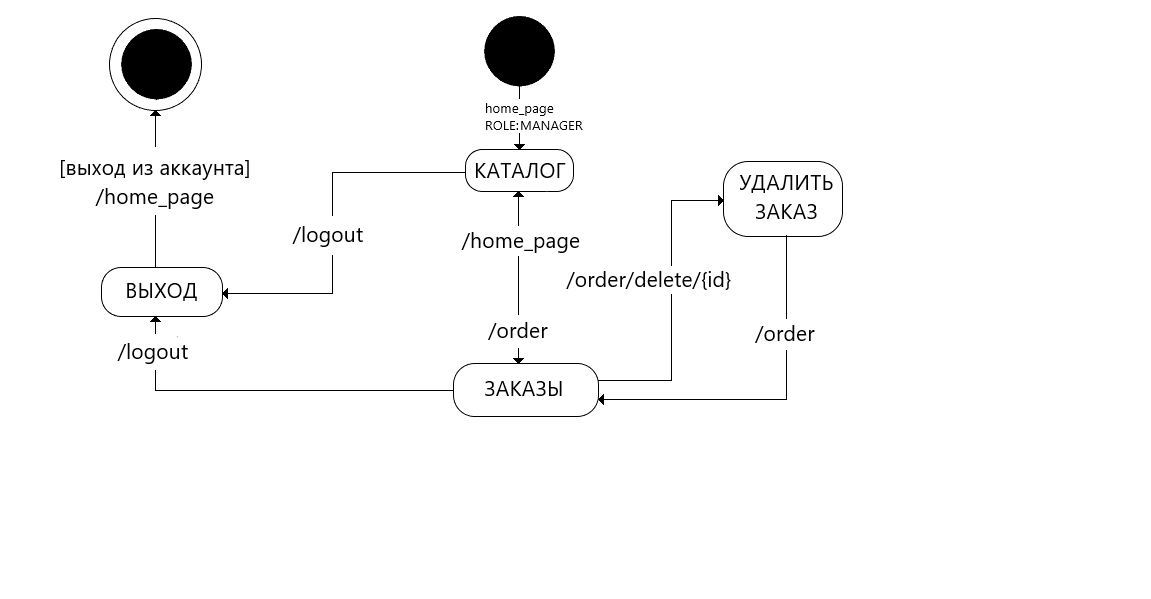 home_page
ROLE:MANAGER
[выход из аккаунта]
/home_page
КАТАЛОГ
УДАЛИТЬ
ЗАКАЗ
/logout
/home_page
/order/delete/{id}
ВЫХОД
/order
/order
/logout
ЗАКАЗЫ